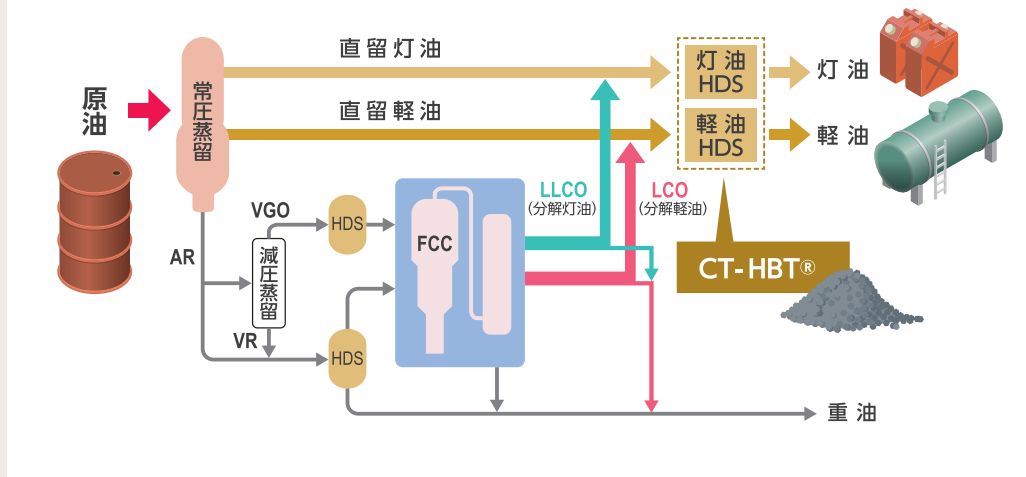 原油
常圧蒸留
直留灯油
直留軽油
灯油
HDS
軽油
HDS
灯油
軽油
LLCO
(分解灯油)
LCO
(分解軽油)
VGO
HDS
FCC
AR
減圧蒸留
VR
HDS
CT-HBT®
重油